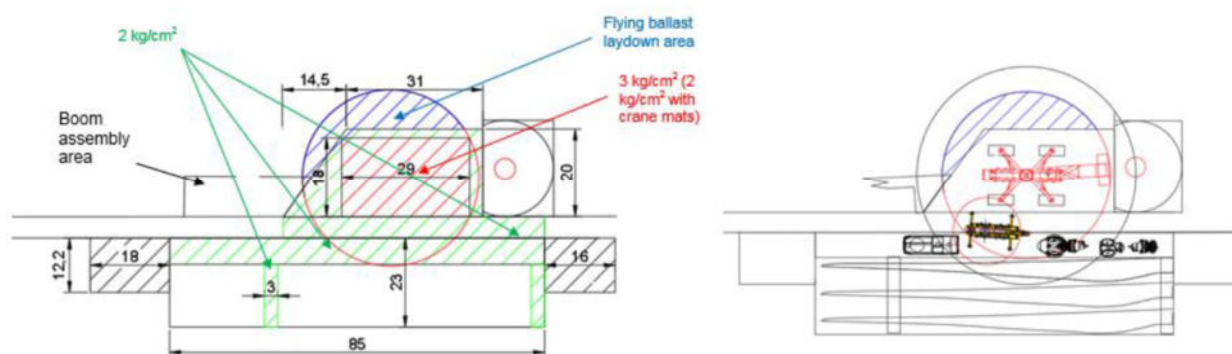 2 kg/cm²
Flying ballast
laydown area
14,5
31
3 kg/cm² (2
kg/cm² with
crane mats)
Boom
assembly
area
18
29
20
12,2
18
3
23
16
85